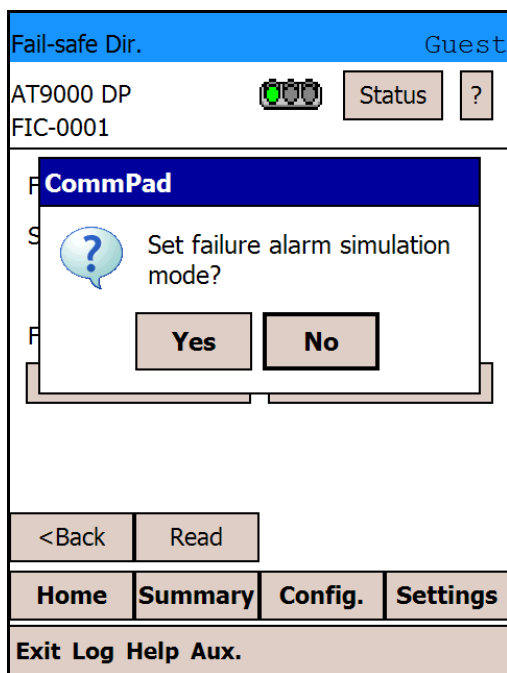 Fail-safe Dir. Guest
AT9000 DP Status ?
FIC-0001
F
CommPad
S
Set failure alarm simulation
mode?
F
Yes No
<Back Read
Home Summary Config. Settings
Exit Log Help Aux.